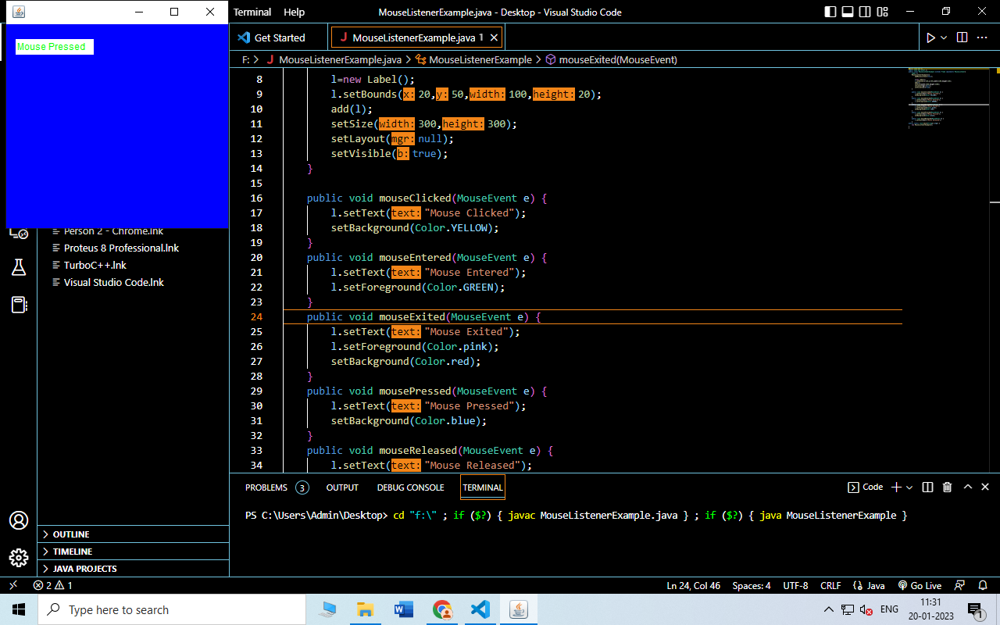 Mouse Pressed
Terminal Help
MouseListenerExample.java - Desktop - Visual Studio Code
Get Started
J MouseListenerExample.java 1
F: > J MouseListenerExample.java > MouseListenerExample > mouseExited(MouseEvent)
8 l=new Label();
9 l.setBounds(x: 20,y: 50,width: 100,height: 20);
10 add(l);
11 setSize(width: 300,height: 300);
12 setLayout(mgr: null);
13 setVisible(b: true);
14 }
15
16 public void mouseClicked(MouseEvent e) {
17 l.setText(text: "Mouse Clicked");
18 setBackground(Color.YELLOW);
19 }
20 public void mouseEntered(MouseEvent e) {
21 l.setText(text: "Mouse Entered");
22 l.setForeground(Color.GREEN);
23 }
24 public void mouseExited(MouseEvent e) {
25 l.setText(text: "Mouse Exited");
26 l.setForeground(Color.pink);
27 setBackground(Color.red);
28 }
29 public void mousePressed(MouseEvent e) {
30 l.setText(text: "Mouse Pressed");
31 setBackground(Color.blue);
32 }
33 public void mouseReleased(MouseEvent e) {
34 l.setText(text: "Mouse Released");
Person 2 - Chrome.lnk
Proteus 8 Professional.lnk
TurboC++.lnk
Visual Studio Code.lnk
OUTLINE
TIMELINE
JAVA PROJECTS
PROBLEMS 3 OUTPUT DEBUG CONSOLE TERMINAL
Code
PS C:\Users\Admin\Desktop> cd "f:\" ; if ($?) { javac MouseListenerExample.java } ; if ($?) { java MouseListenerExample }
2 1
Ln 24, Col 46 Spaces: 4 UTF-8 CRLF Java Go Live
Type here to search
ENG
11:31
20-01-2023
1